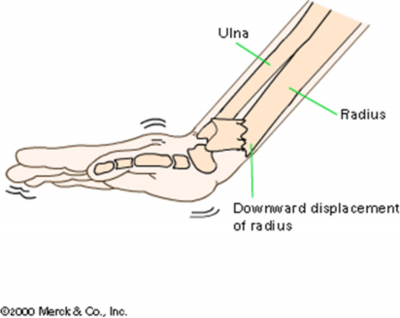 Ulna
Radius
Downward displacement
of radius
©2000 Merck & Co., Inc.